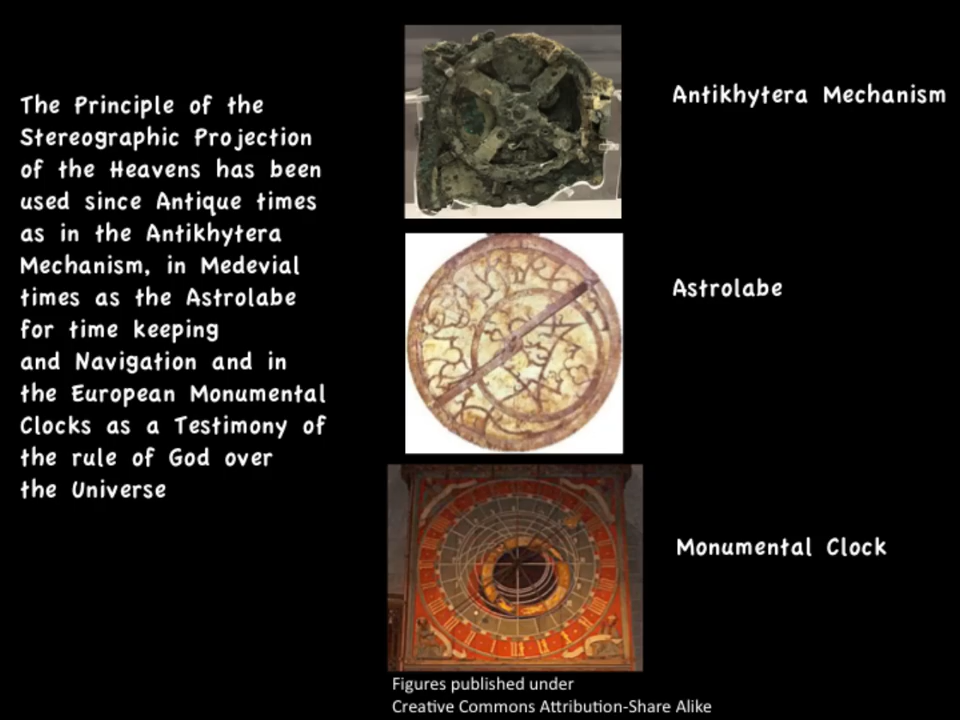 The Principle of the
Stereographic Projection
of the Heavens has been
used since Antique times
as in the Antikhytera
Mechanism, in Medevial
times as the Astrolabe
for time keeping
and Navigation and in
the European Monumental
Clocks as a Testimony of
the rule of God over
the Universe
Antikhytera Mechanism
Astrolabe
Monumental Clock
Figures published under
Creative Commons Attribution-Share Alike